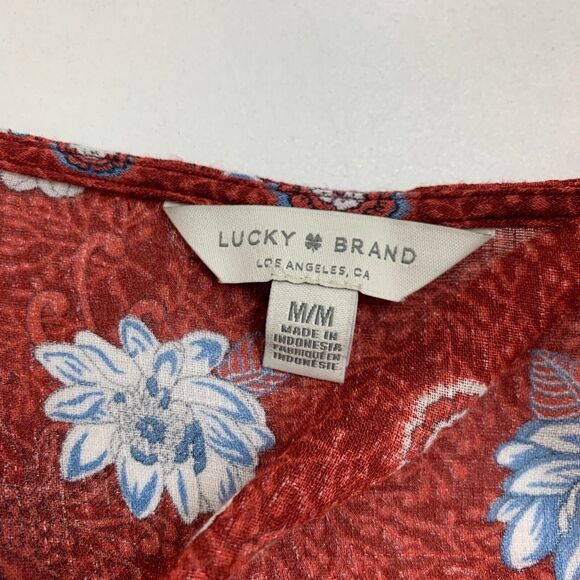 LUCKY BRAND
LOS ANGELES, CA
M/M
MADE IN
INDONESIA
FABRIQUÉ EN
INDONÉSIE